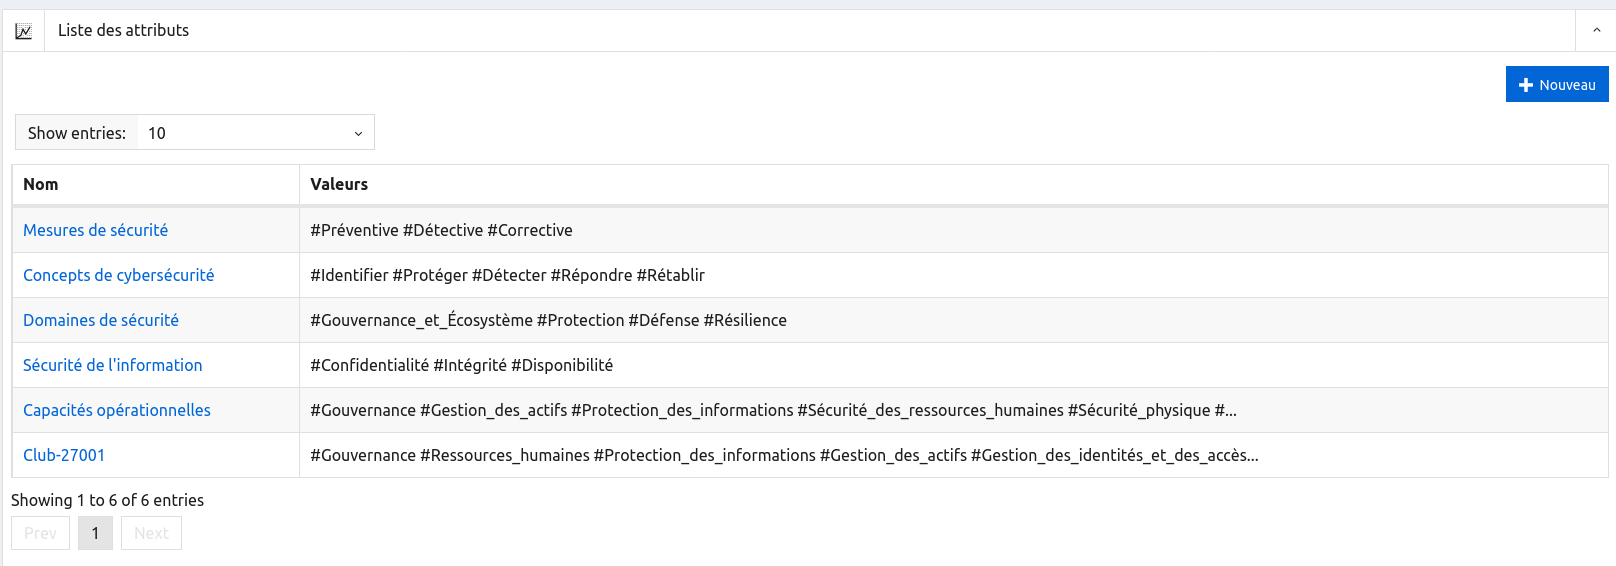 Liste des attributs
Nouveau
Show entries: 10
Nom Valeurs
Mesures de sécurité #Préventive #Détective #Corrective
Concepts de cybersécurité #Identifier #Protéger #Détecter #Répondre #Rétablir
Domaines de sécurité #Gouvernance_et_Écosystème #Protection #Défense #Résilience
Sécurité de l'information #Confidentialité #Intégrité #Disponibilité
Capacités opérationnelles #Gouvernance #Gestion_des_actifs #Protection_des_informations #Sécurité_des_ressources_humaines #Sécurité_physique #...
Club-27001 #Gouvernance #Ressources_humaines #Protection_des_informations #Gestion_des_actifs #Gestion_des_identités_et_des_accès...
Showing 1 to 6 of 6 entries
Prev 1 Next